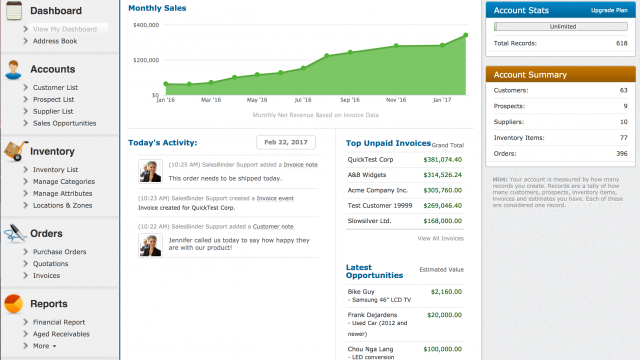 Dashboard
View My Dashboard
Address Book
Accounts
Customer List
Prospect List
Supplier List
Sales Opportunities
Inventory
Inventory List
Manage Categories
Manage Attributes
Locations & Zones
Orders
Purchase Orders
Quotations
Invoices
Reports
Financial Report
Aged Receivables
More
Monthly Sales
$400,000
$200,000
$0
Jan '16
Mar '16
May '16
Jul '16
Sep '16
Nov '16
Jan '17
Monthly Net Revenue Based on Invoice Data
Today's Activity:
Feb 22, 2017
(10:25 AM) SalesBinder Support added a Invoice note
This order needs to be shipped today.
(10:23 AM) SalesBinder Support created a Invoice event
Invoice created for QuickTest Corp.
(10:22 AM) SalesBinder Support added a Customer note
Jennifer called us today to say how happy they
are with our product!
Top Unpaid Invoices Grand Total
QuickTest Corp $381,074.40
A&B Widgets $314,526.24
Acme Company Inc. $305,760.00
Test Customer 19999 $269,046.40
Slowsilver Ltd. $168,000.00
View All Invoices
Latest
Opportunities Estimated Value
Bike Guy $2,160.00
- Samsung 46" LCD TV
Frank Dejardens $20,000.00
- Used Car (2012 and
newer)
Chou Nga Lang $100,000.00
- LED conversion
Account Stats Upgrade Plan
Unlimited
Total Records: 618
Account Summary
Customers: 63
Prospects: 9
Suppliers: 10
Inventory Items: 77
Orders: 396
Hint: Your account is measured by how many
records you create. Records are a tally of how
many customers, prospects, inventory items,
invoices and estimates you have. Each of these
are considered one record.